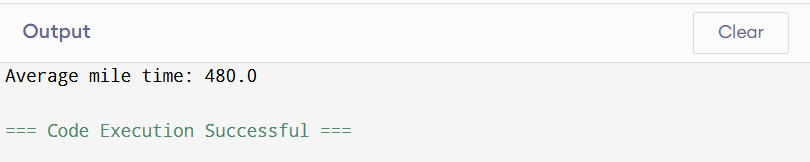 Output
Clear
Average mile time: 480.0
=== Code Execution Successful ===